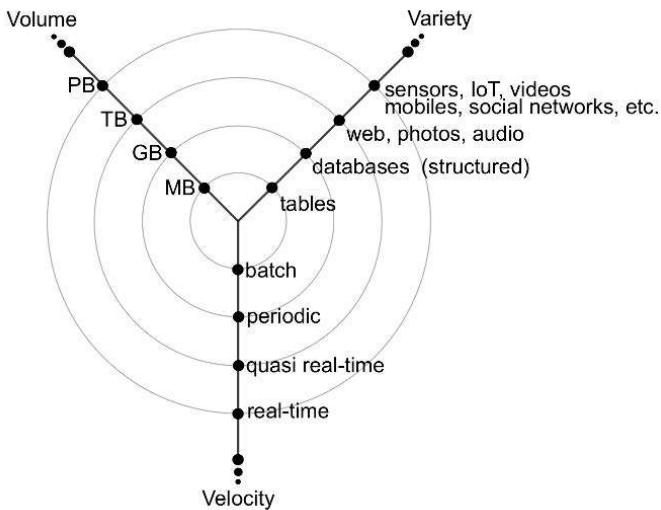 Volume
Variety
PB
TB
GB
MB
sensors, IoT, videos
mobiles, social networks, etc.
web, photos, audio
databases (structured)
tables
batch
periodic
quasi real-time
real-time
Velocity